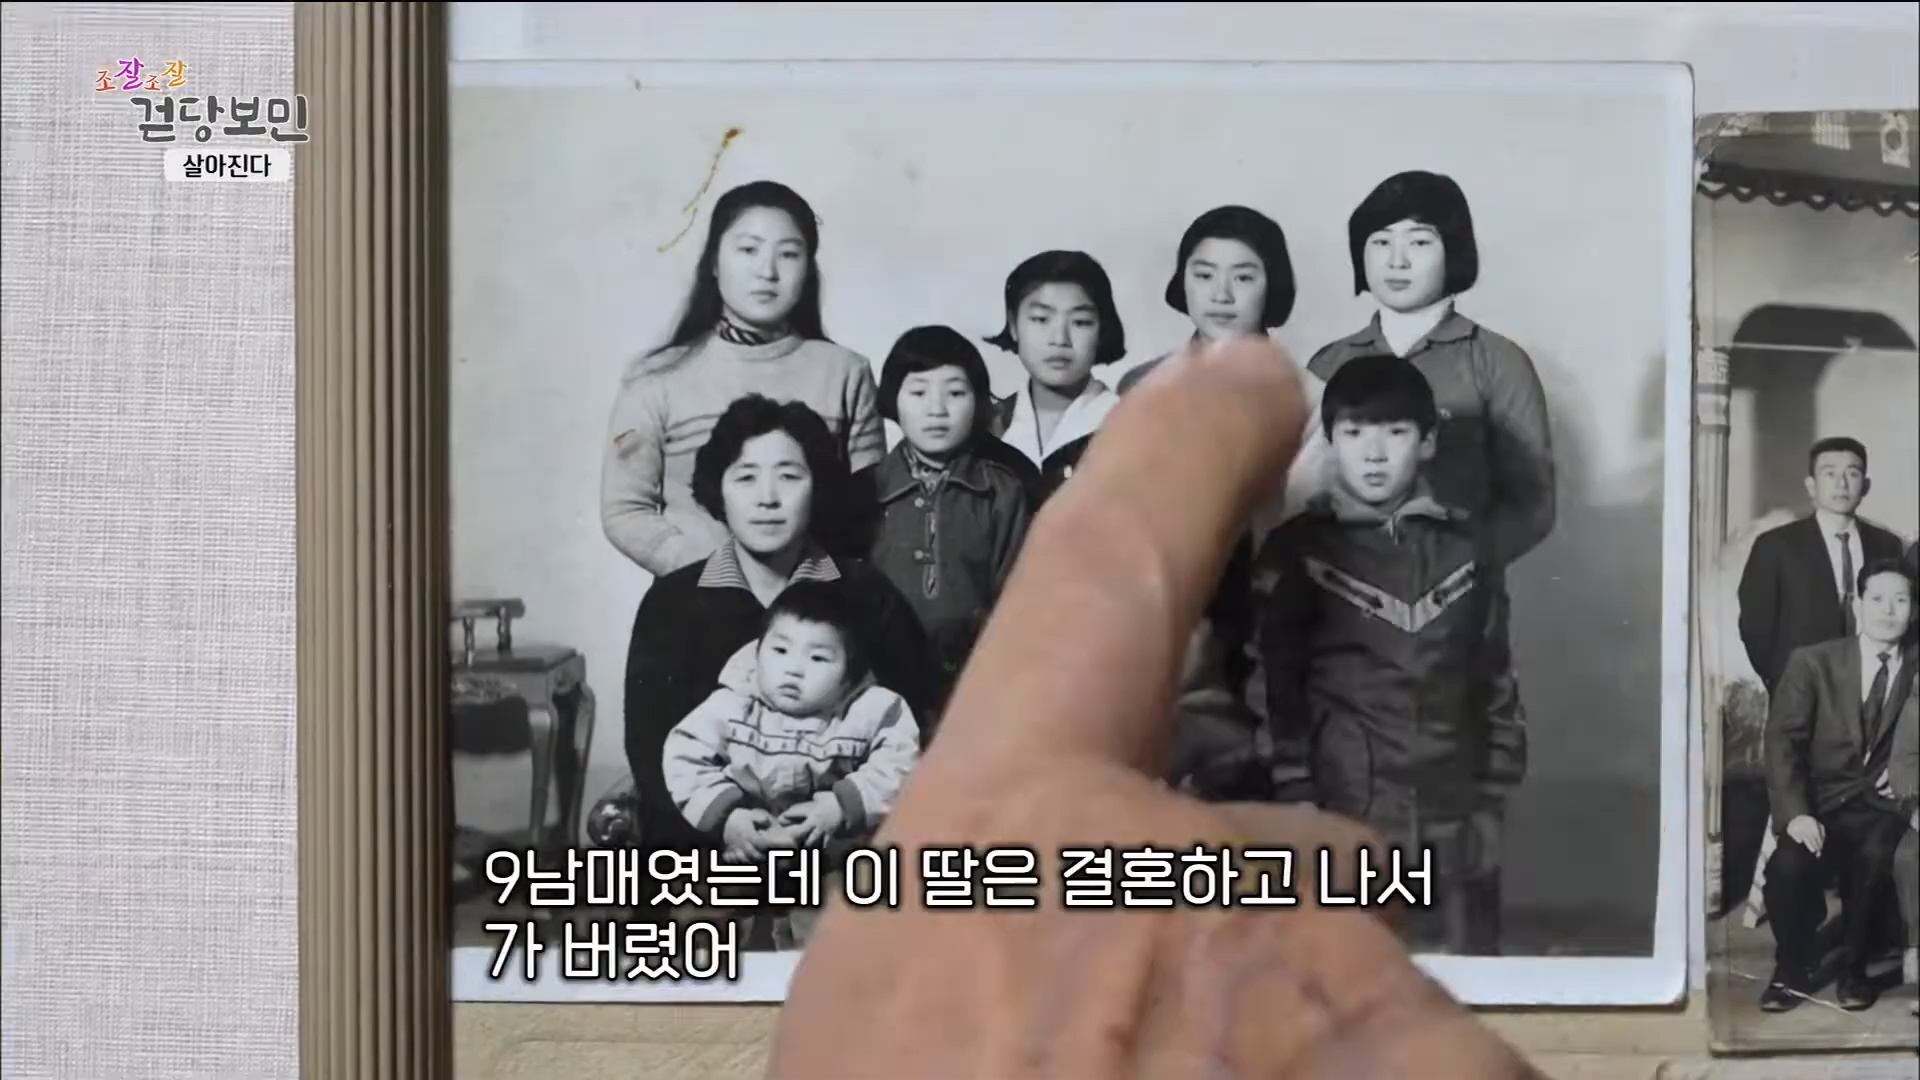 조잘조잘
걷당보민
살아진다
9남매였는데 이 딸은 결혼하고 나서
가 버렸어